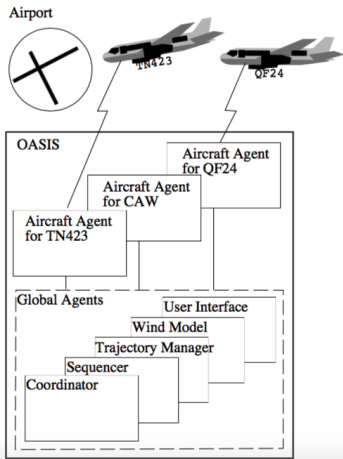 Airport
TN423
QF24
OASIS
Aircraft Agent
for QF24
Aircraft Agent
for CAW
Aircraft Agent
for TN423
Global Agents
User Interface
Wind Model
Trajectory Manager
Sequencer
Coordinator